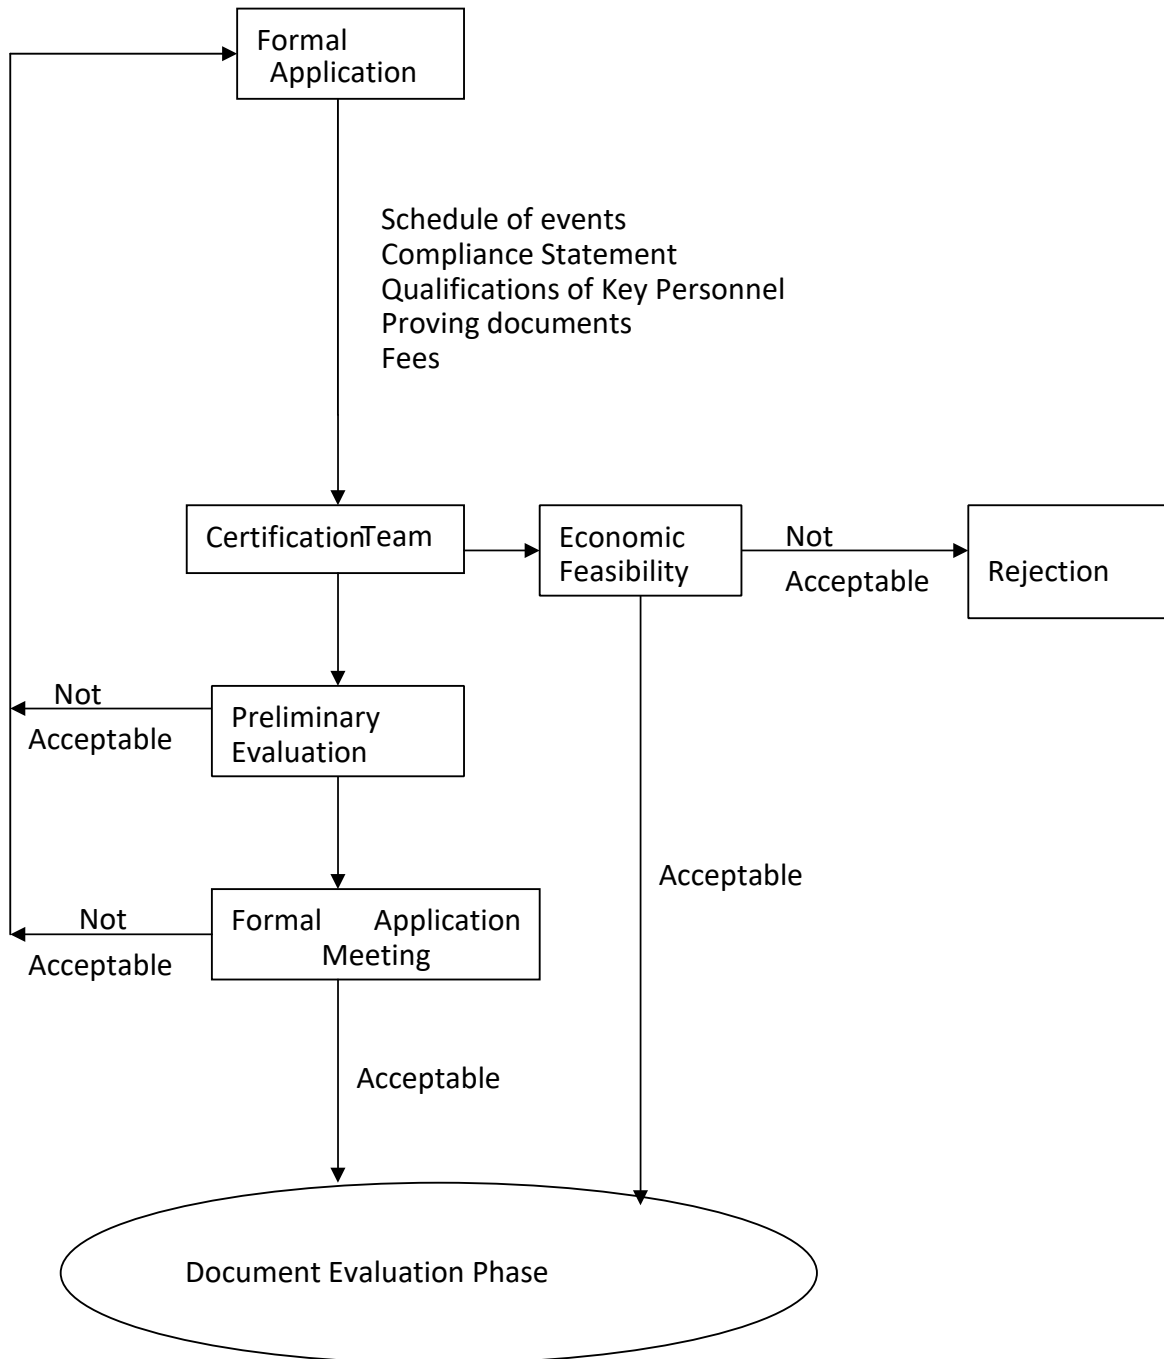 Formal
Application
Schedule of events
Compliance Statement
Qualifications of Key Personnel
Proving documents
Fees
CertificationTeam
Economic
Feasibility
Not
Acceptable
Rejection
Not
Acceptable
Preliminary
Evaluation
Acceptable
Not
Acceptable
Formal Application
Meeting
Acceptable
Document Evaluation Phase